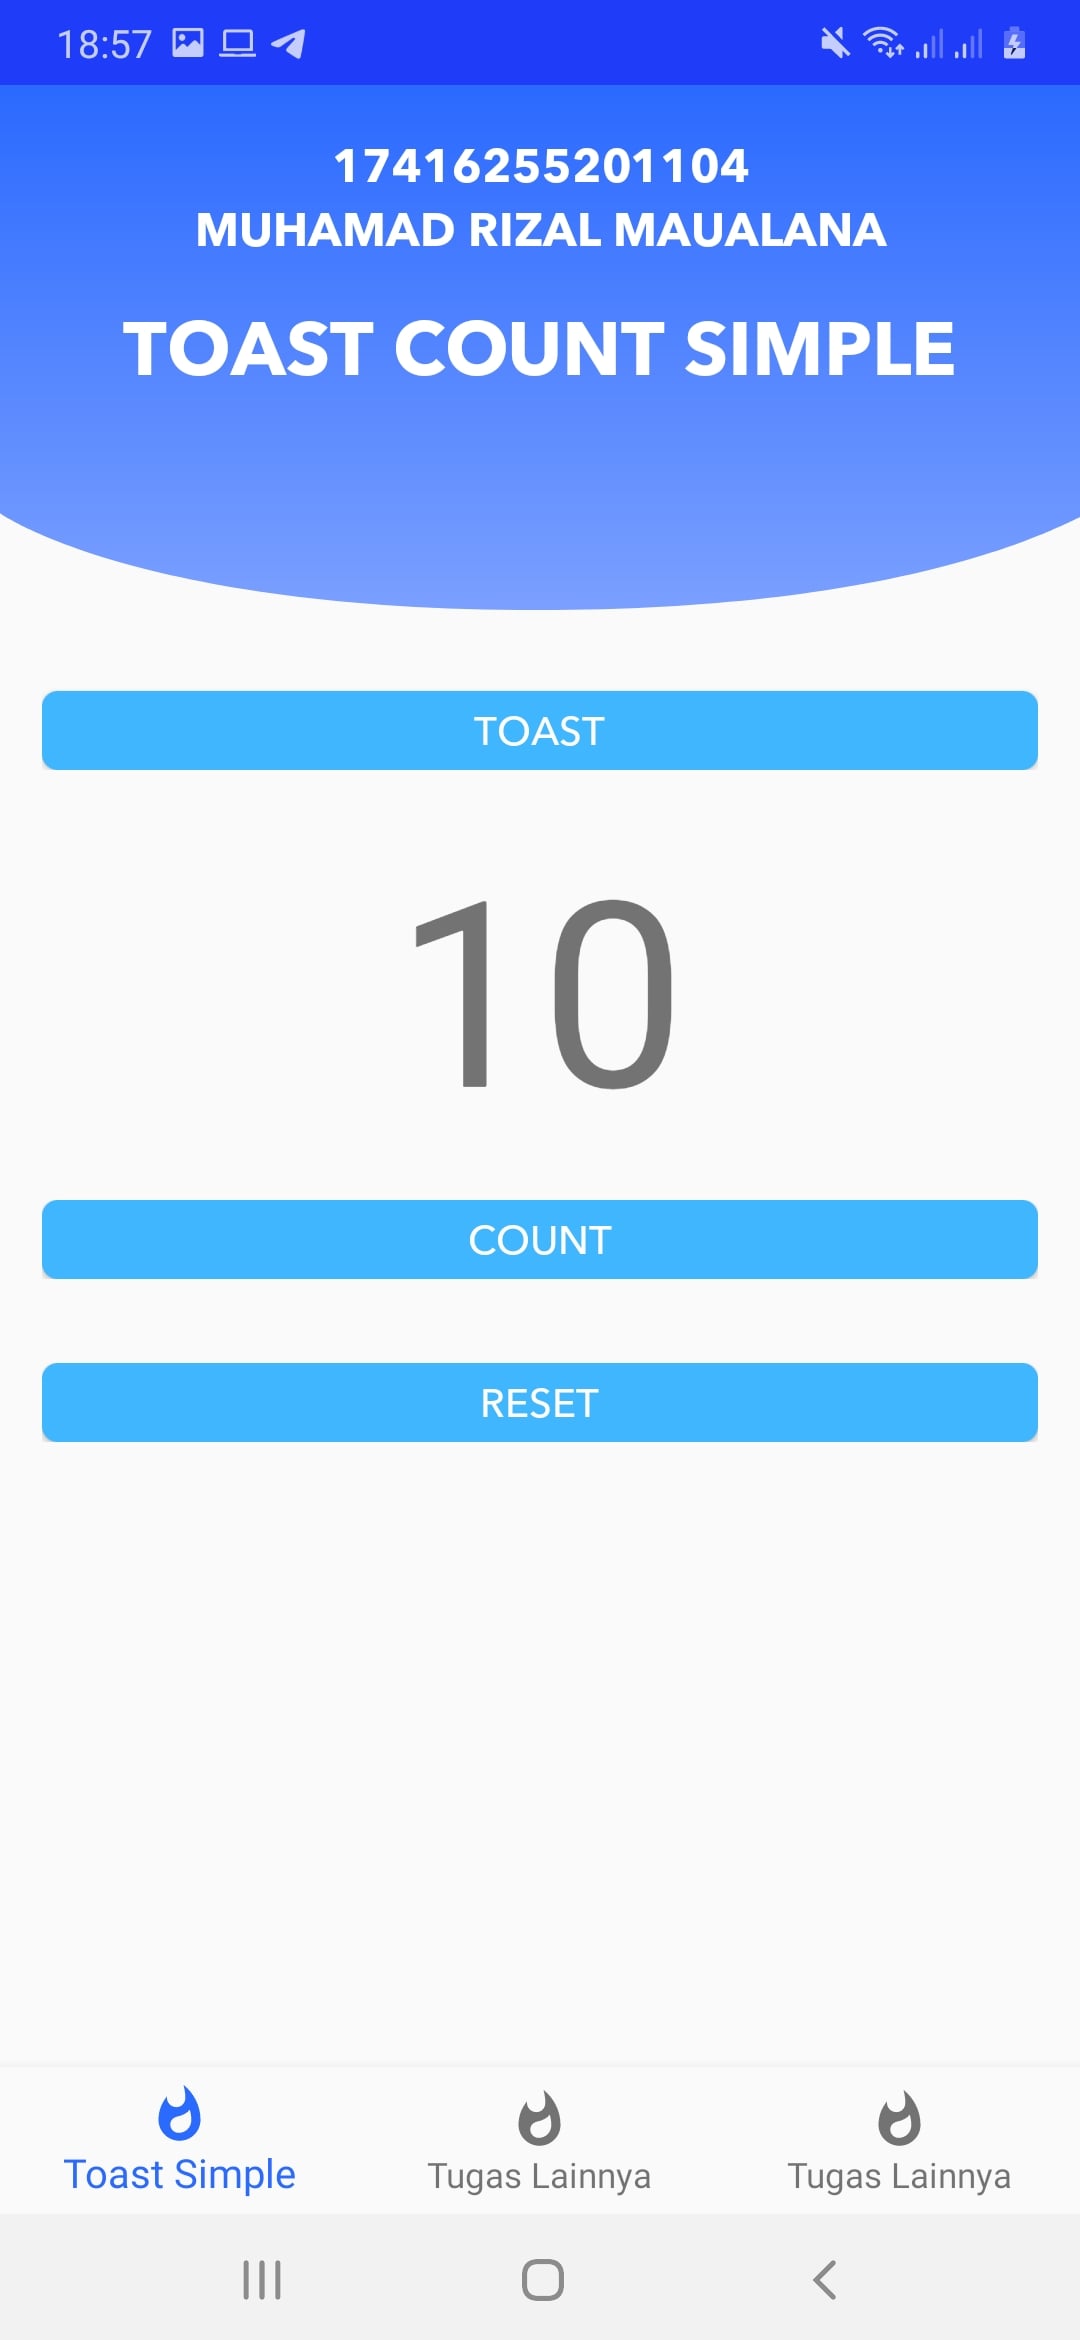 18:57
17416255201104
MUHAMAD RIZAL MAUALANA
TOAST COUNT SIMPLE
TOAST
10
COUNT
RESET
Toast Simple
Tugas Lainnya
Tugas Lainnya